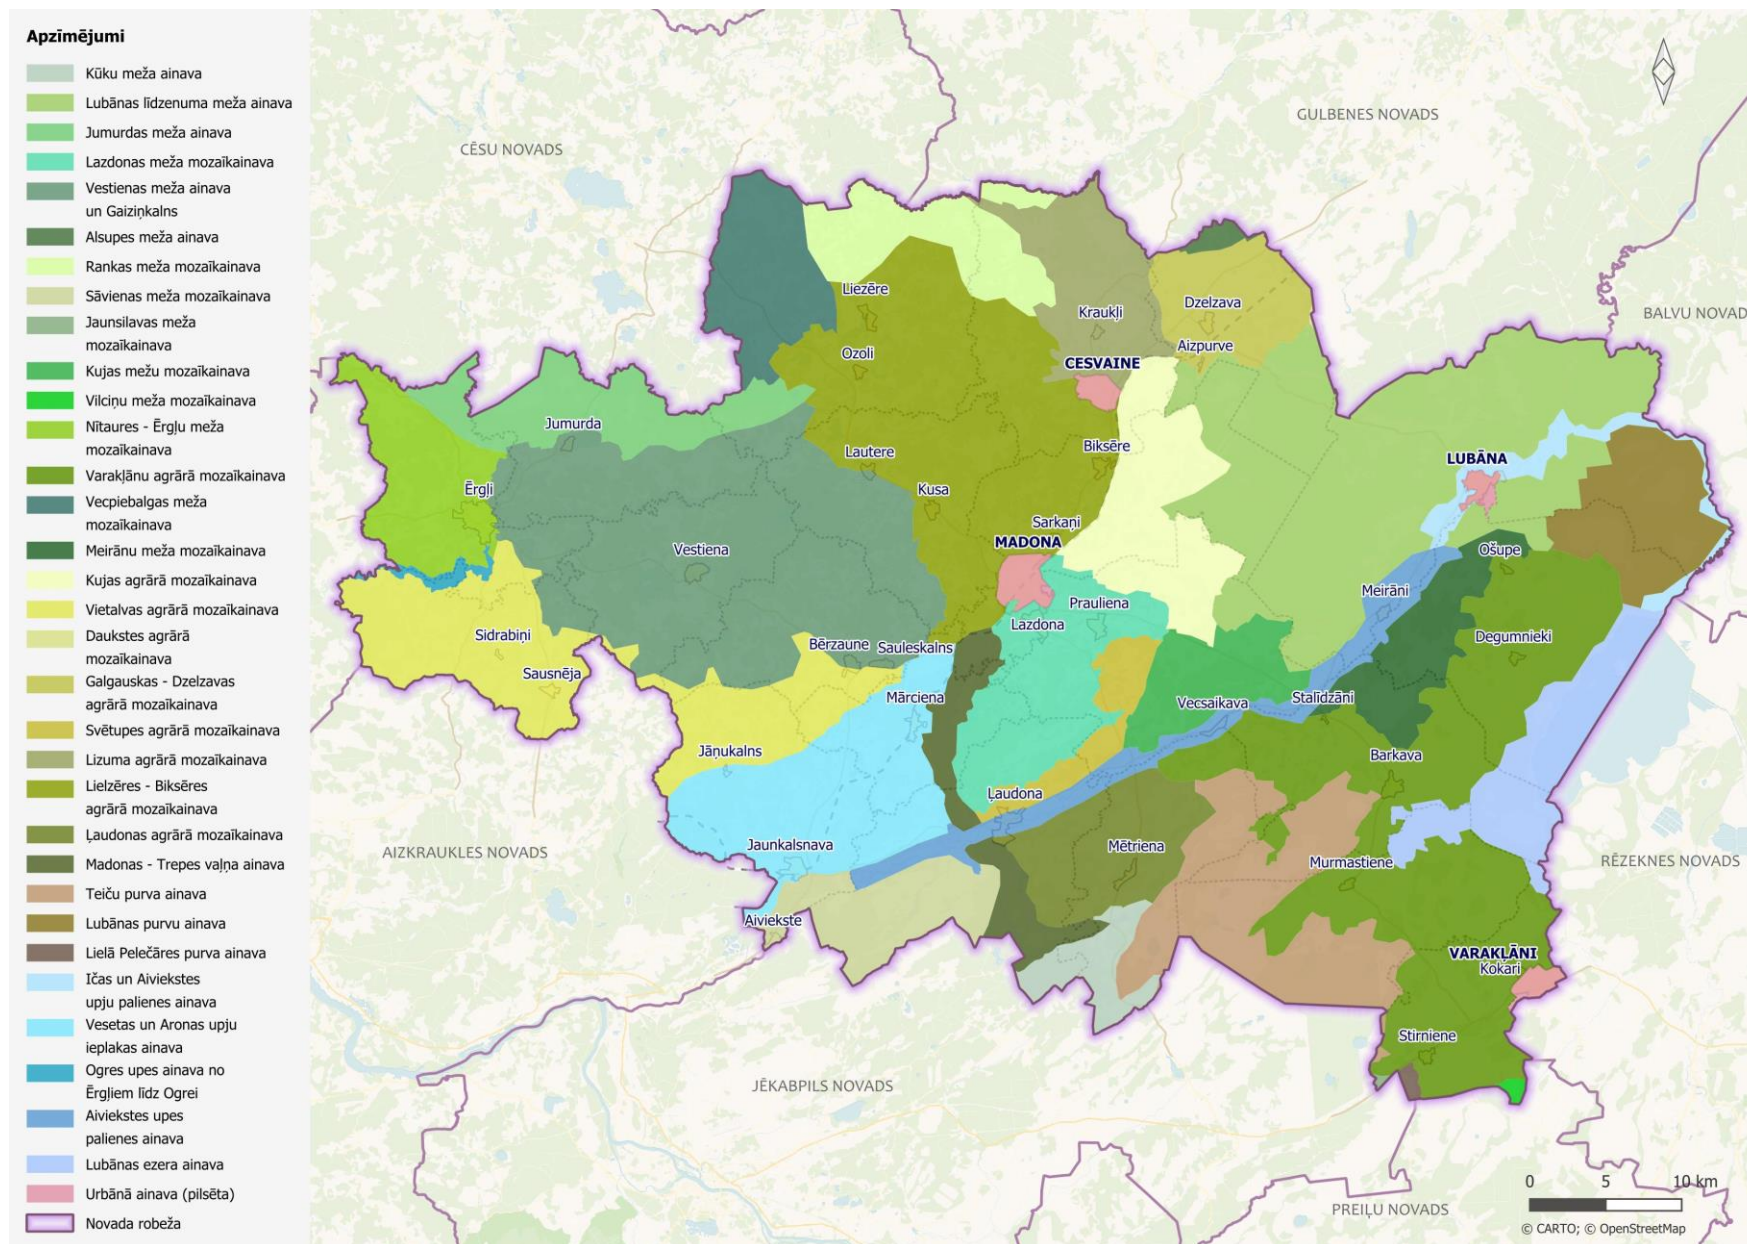 Apzīmējumi
Kūku meža ainava
Lubānas līdzenuma meža ainava
Jumurdas meža ainava
Lazdonas meža mozaīkainava
Vestienas meža ainava
un Gaiziņkalns
Alsupes meža ainava
Rankas meža mozaīkainava
Sāvienas meža mozaīkainava
Jaunsilavas meža
mozaīkainava
Kujas mežu mozaīkainava
Vilciņu meža mozaīkainava
Nītaures - Ērgļu meža
mozaīkainava
Varakļānu agrārā mozaīkainava
Vecpiebalgas meža
mozaīkainava
Meirānu meža mozaīkainava
Kujas agrārā mozaīkainava
Vietalvas agrārā mozaīkainava
Daukstes agrārā
mozaīkainava
Galgauskas - Dzelzavas
agrārā mozaīkainava
Svētupes agrārā mozaīkainava
Lizuma agrārā mozaīkainava
Lielzēres - Biksēres
agrārā mozaīkainava
Ļaudonas agrārā mozaīkainava
Madonas - Trepes vaļņa ainava
Teiču purva ainava
Lubānas purvu ainava
Lielā Pelečāres purva ainava
Ičas un Aiviekstes
upju palienes ainava
Vesetas un Aronas upju
ieplakas ainava
Ogres upes ainava no
Ērgļiem līdz Ogrei
Aiviekstes upes
palienes ainava
Lubānas ezera ainava
Urbānā ainava (pilsēta)
Novada robeža
GULBENES NOVADS
CĒSU NOVADS
BALVU NOVAD
Liezēre
Dzelzava
Kraukļi
Aizpurve
Ozoli
CESVAINE
Jumurda
Lautere
Biksēre
LUBĀNA
Ērgļi
Kusa
Sarkaņi
MADONA
Vestiena
Ošupe
Meirāni
Prauliena
Lazdona
Sidrabiņi
Bērzaune
Sauleskalns
Degumnieki
Sausnēja
Mārciena
Vecsaikava
Stalīdzāni
Jāņukalns
Barkava
Ļaudona
Jaunkalsnava
Mētriena
AIZKRAUKLES NOVADS
Murmastiene
RĒZEKNES NOVADS
Aiviekste
VARAKĻĀNI
Kokari
Stirniene
JĒKABPILS NOVADS
PREIĻU NOVADS
0 5 10 km
© CARTO; © OpenStreetMap